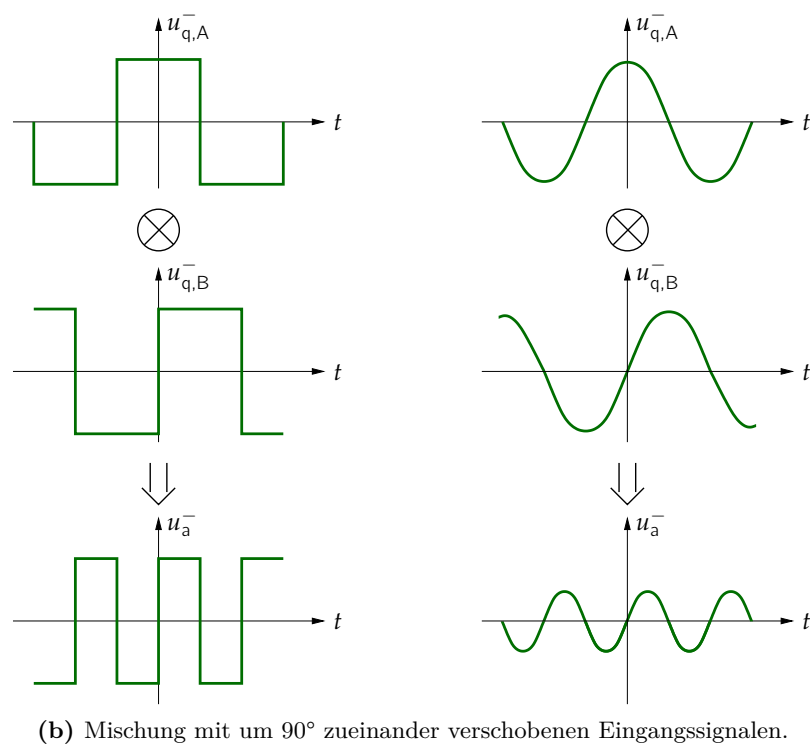 u⁻q,A
t
u⁻q,A
t
u⁻q,B
t
u⁻q,B
t
u⁻a
t
u⁻a
t
(b) Mischung mit um 90° zueinander verschobenen Eingangssignalen.